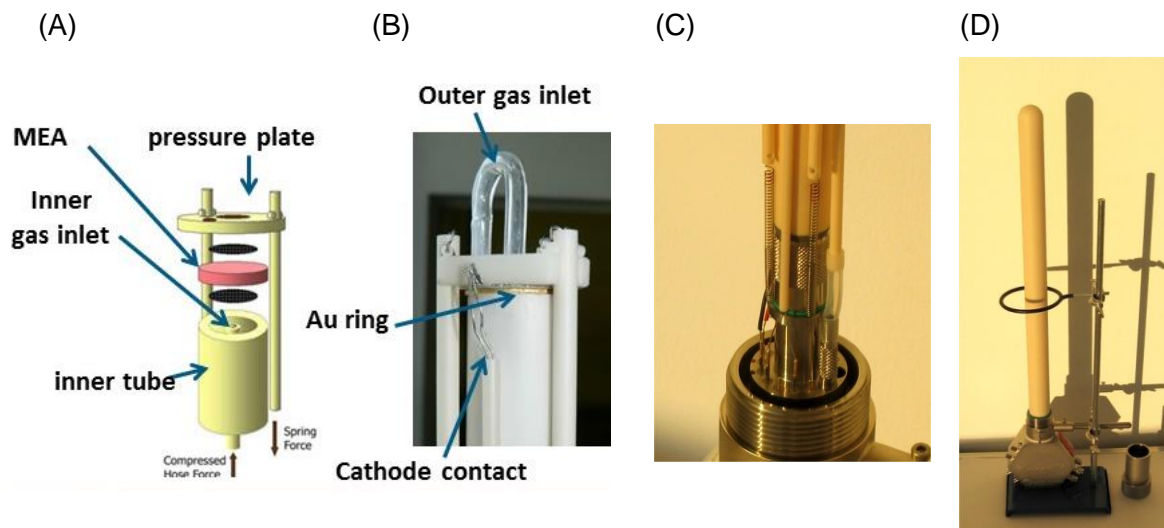 (A)
(B)
(C)
(D)
Outer gas inlet
MEA
pressure plate
Inner
gas inlet
Au ring
inner tube
Spring
Force
Compressed
Hose Force
Cathode contact